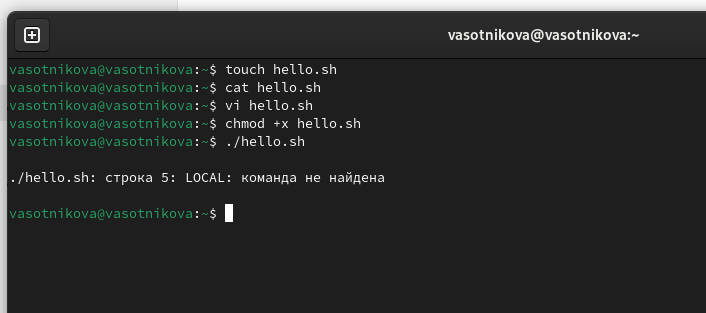 vasotnikova@vasotnikova:~
vasotnikova@vasotnikova:~$ touch hello.sh
vasotnikova@vasotnikova:~$ cat hello.sh
vasotnikova@vasotnikova:~$ vi hello.sh
vasotnikova@vasotnikova:~$ chmod +x hello.sh
vasotnikova@vasotnikova:~$ ./hello.sh
./hello.sh: строка 5: LOCAL: команда не найдена
vasotnikova@vasotnikova:~$